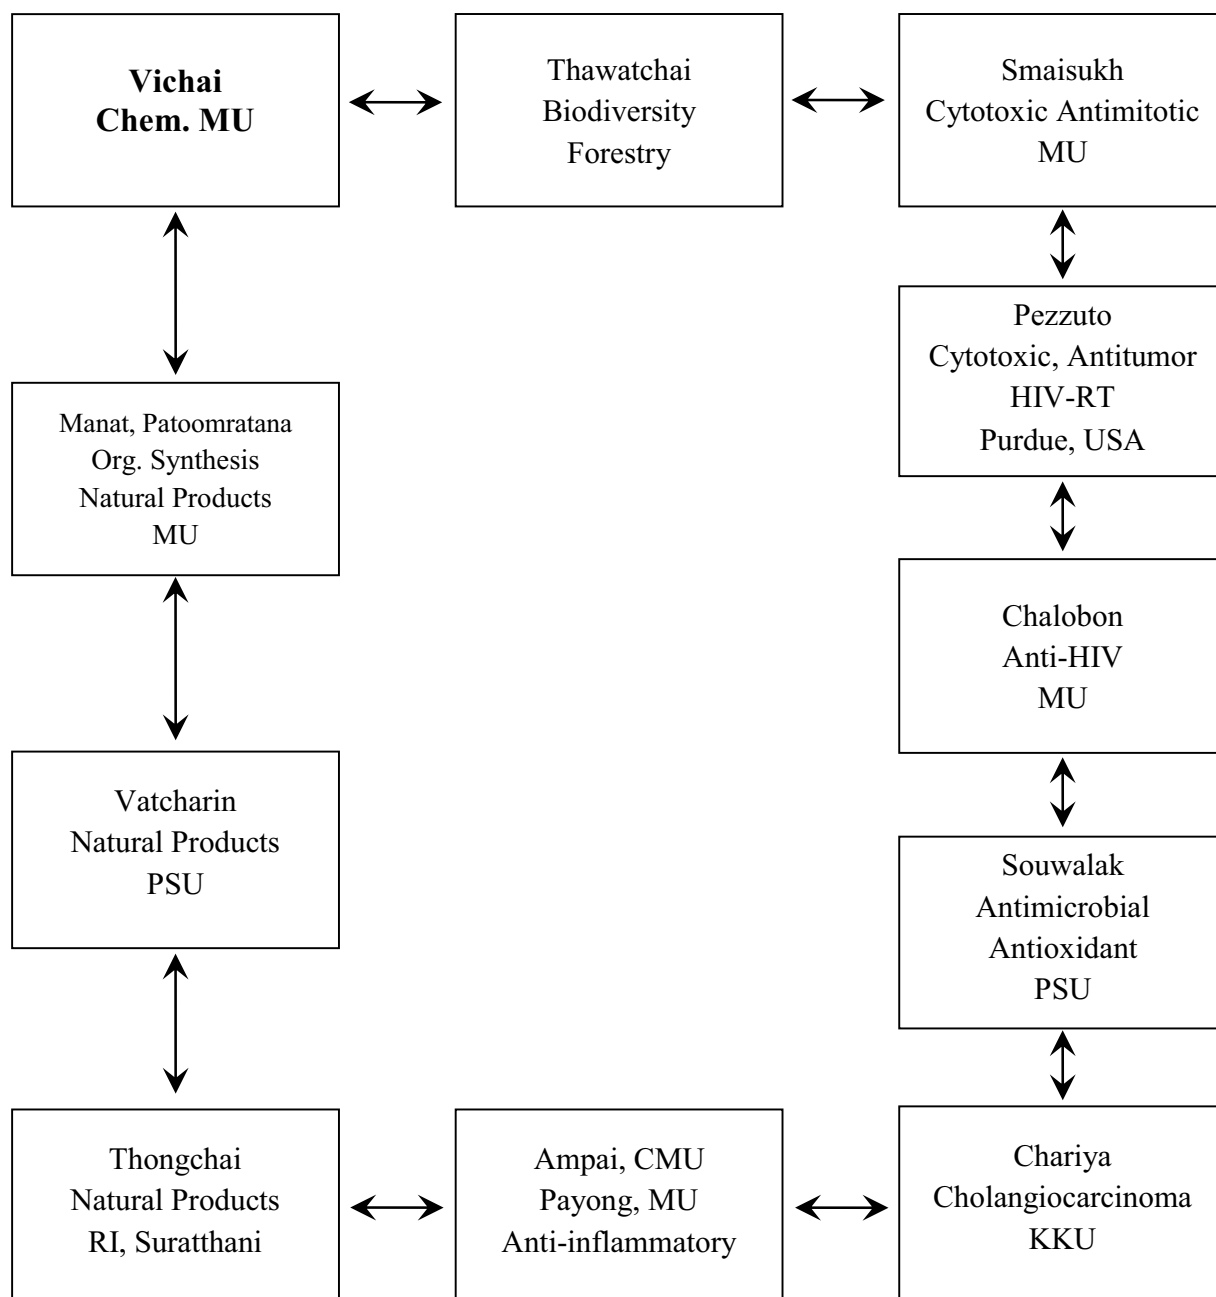 Vichai
Chem. MU
Thawatchai
Biodiversity
Forestry
Smaisukh
Cytotoxic Antimitotic
MU
Pezzuto
Cytotoxic, Antitumor
HIV-RT
Purdue, USA
Manat, Patoomratana
Org. Synthesis
Natural Products
MU
Chalobon
Anti-HIV
MU
Vatcharin
Natural Products
PSU
Souwalak
Antimicrobial
Antioxidant
PSU
Thongchai
Natural Products
RI, Suratthani
Ampai, CMU
Payong, MU
Anti-inflammatory
Chariya
Cholangiocarcinoma
KKU